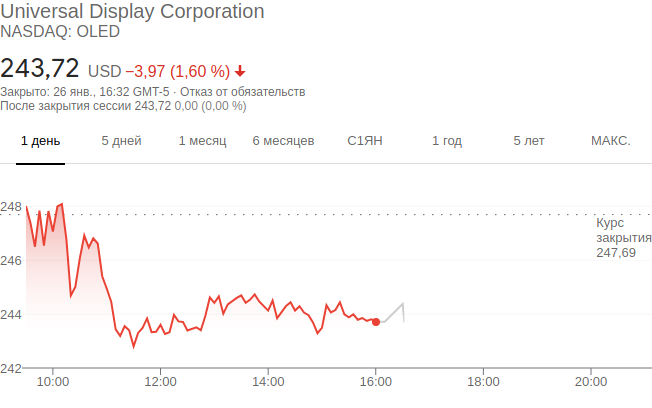 Universal Display Corporation
NASDAQ: OLED
243,72 USD −3,97 (1,60 %)
Закрыто: 26 янв., 16:32 GMT-5 · Отказ от обязательств
После закрытия сессии 243,72 0,00 (0,00 %)
1 день 5 дней 1 месяц 6 месяцев С1ЯН 1 год 5 лет МАКС.
248
Курс
закрытия
247,69
246
244
242
10:00 12:00 14:00 16:00 18:00 20:00